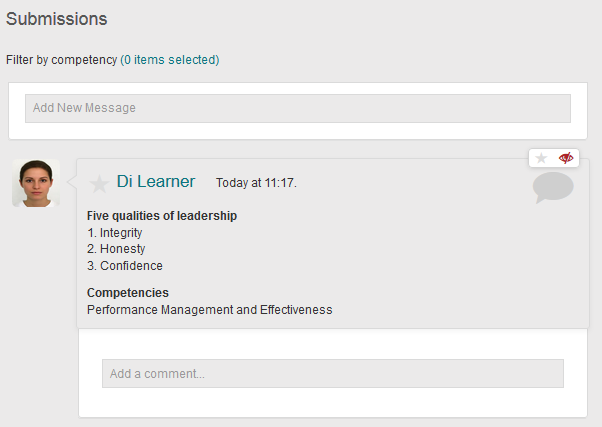 Submissions
Filter by competency (0 items selected)
Add New Message
Di Learner Today at 11:17.
Five qualities of leadership
1. Integrity
2. Honesty
3. Confidence
Competencies
Performance Management and Effectiveness
Add a comment...